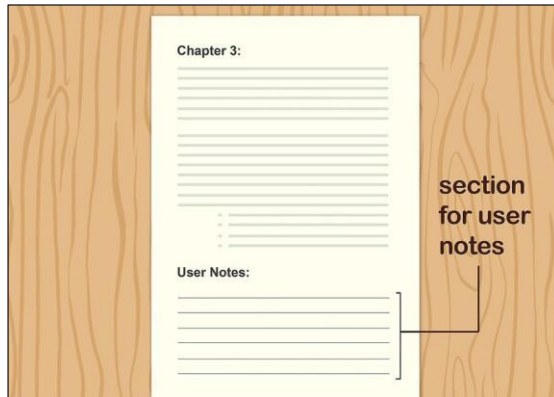 Chapter 3:
section
for user
notes
User Notes: